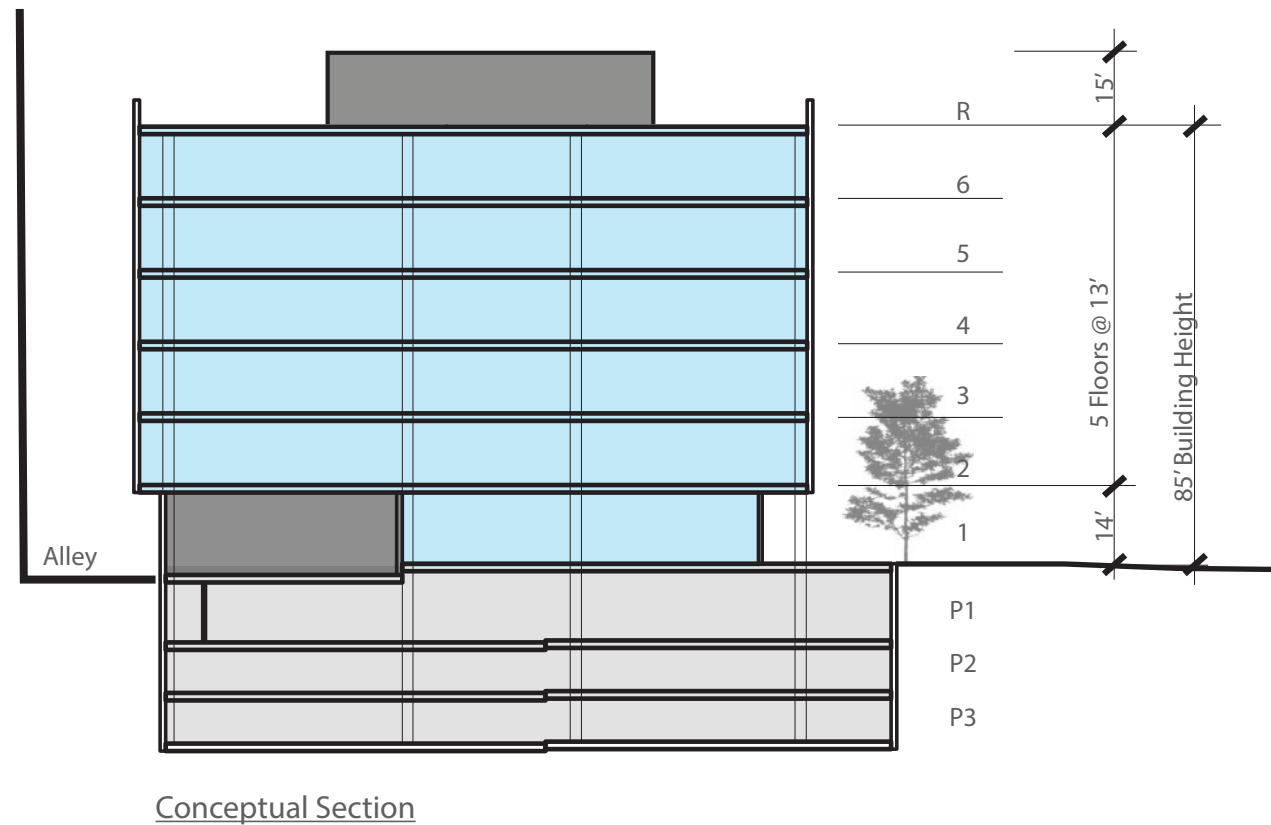 15’
R
6
5
4
3
2
1
5 Floors @ 13’
85’ Building Height
14’
Alley
P1
P2
P3
Conceptual Section